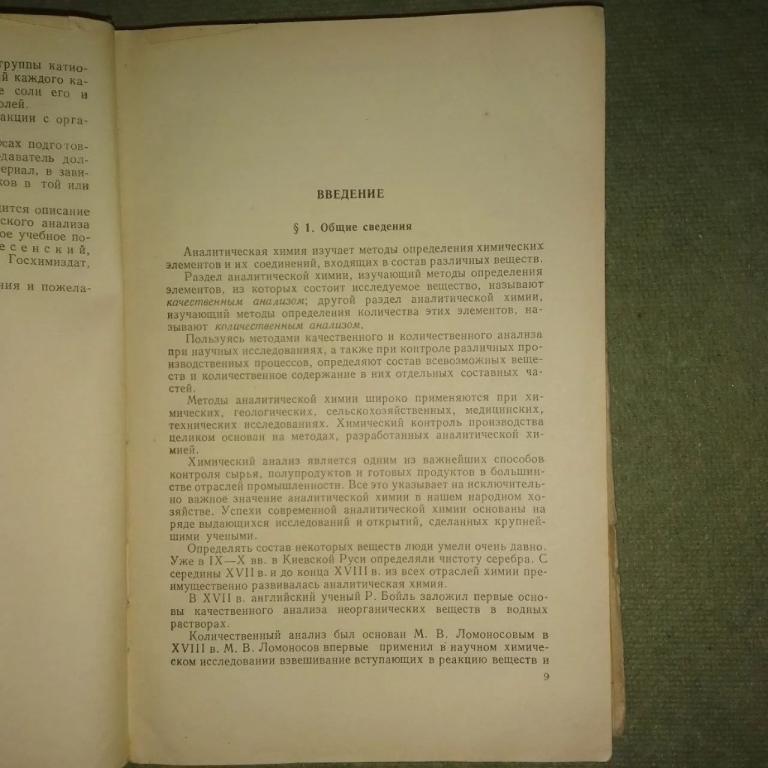 группы катио-
й каждого ка-
е соли его и
олей.
акции с орга-
рсах подготов-
едаватель дол-
териал, в зави-
ков в той или
дится описание
ского анализа
ое учебное по-
есенский,
Госхимиздат,
ния и пожела-
ВВЕДЕНИЕ
§ 1. Общие сведения
Аналитическая химия изучает методы определения химических
элементов и их соединений, входящих в состав различных веществ.
Раздел аналитической химии, изучающий методы определения
элементов, из которых состоит исследуемое вещество, называют
качественным анализом; другой раздел аналитической химии,
изучающий методы определения количества этих элементов, на-
зывают количественным анализом.
Пользуясь методами качественного и количественного анализа
при научных исследованиях, а также при контроле различных про-
изводственных процессов, определяют состав всевозможных веще-
ств и количественное содержание в них отдельных составных ча-
стей.
Методы аналитической химии широко применяются при хи-
мических, геологических, сельскохозяйственных, медицинских,
технических исследованиях. Химический контроль производства
целиком основан на методах, разработанных аналитической хи-
мией.
Химический анализ является одним из важнейших способов
контроля сырья, полупродуктов и готовых продуктов в большин-
стве отраслей промышленности. Все это указывает на исключитель-
но важное значение аналитической химии в нашем народном хо-
зяйстве. Успехи современной аналитической химии основаны на
ряде выдающихся исследований и открытий, сделанных крупней-
шими учеными.
Определять состав некоторых веществ люди умели очень давно.
Уже в IX—X вв. в Киевской Руси определяли чистоту серебра. С
середины XVII в. и до конца XVIII в. из всех отраслей химии пре-
имущественно развивалась аналитическая химия.
В XVII в. английский ученый Р. Бойль заложил первые осно-
вы качественного анализа неорганических веществ в водных
растворах.
Количественный анализ был основан М. В. Ломоносовым в
XVIII в. М. В. Ломоносов впервые применил в научном химиче-
ском исследовании взвешивание вступающих в реакцию веществ и
9